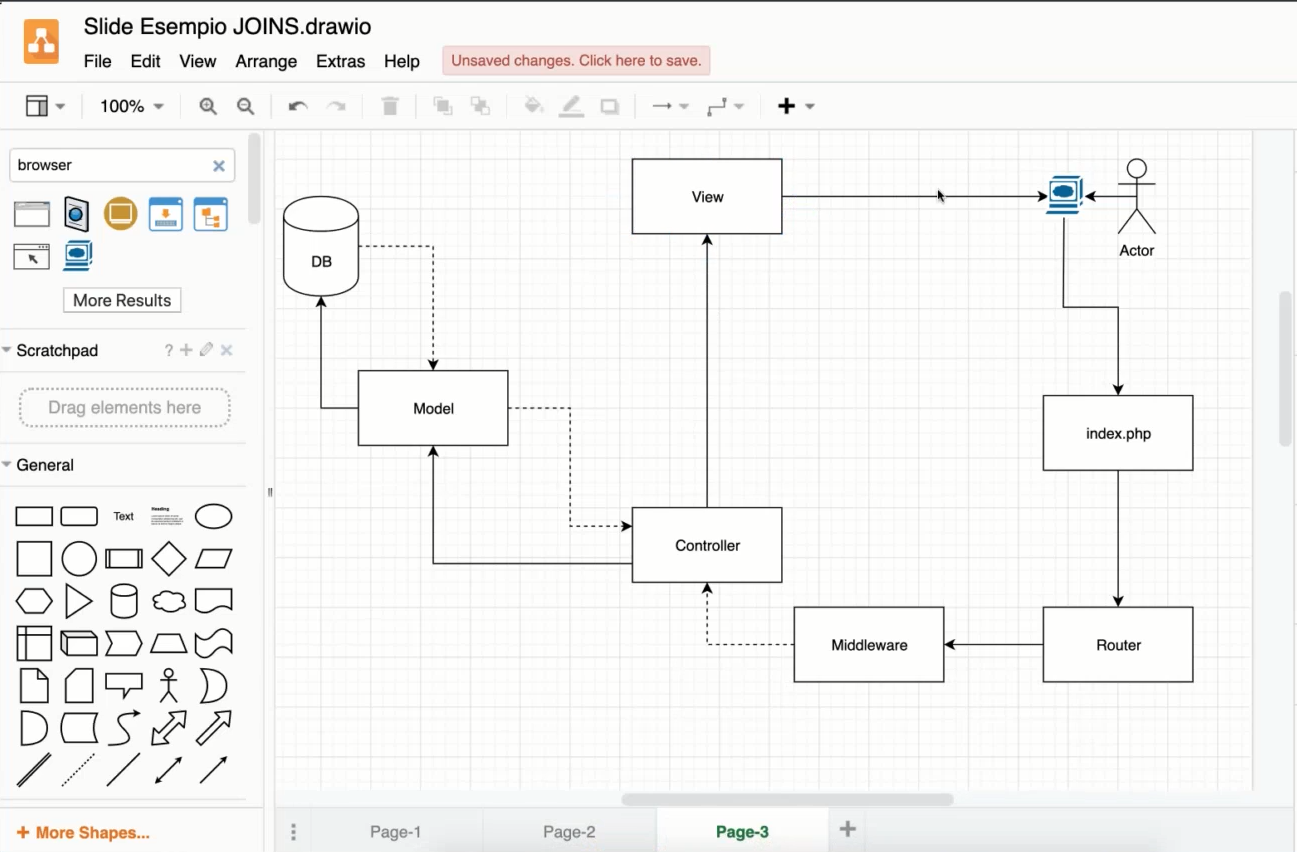 Slide Esempio JOINS.drawio
File Edit View Arrange Extras Help
Unsaved changes. Click here to save.
100%
browser
More Results
Scratchpad
?
Drag elements here
General
Text
Heading
View
Actor
DB
Model
index.php
Controller
Middleware
Router
+ More Shapes...
Page-1
Page-2
Page-3